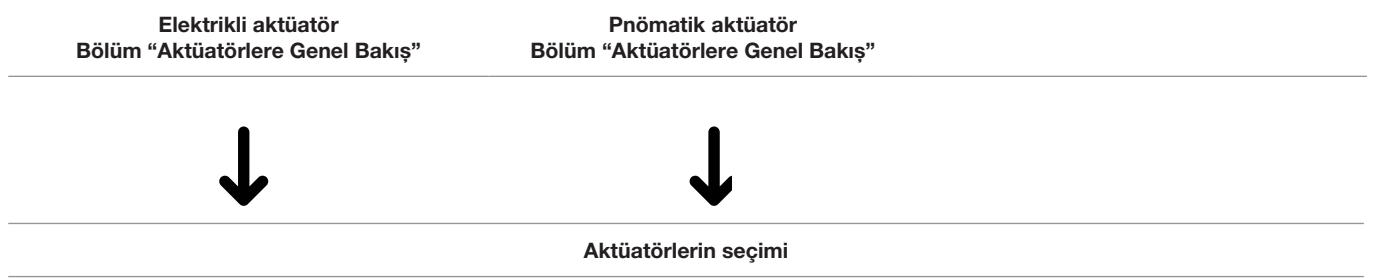 Elektrikli aktüatör
Bölüm “Aktüatörlere Genel Bakış”
Pnömatik aktüatör
Bölüm “Aktüatörlere Genel Bakış”
Aktüatörlerin seçimi